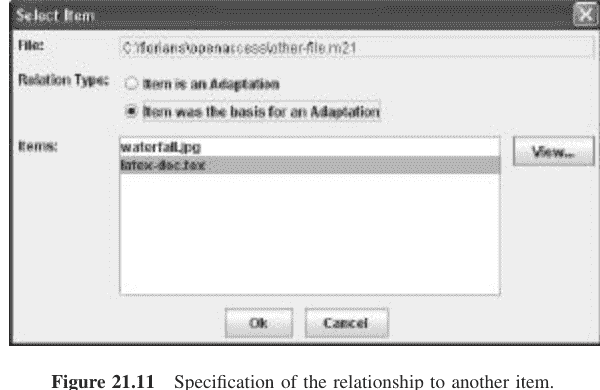 Select Item
File: C:\florians\openaccess\other-file.m21
Relation Type: Item is an Adaptation
Item was the basis for an Adaptation
Items: waterfall.jpg View...
latex-doc.tex
Ok Cancel
Figure 21.11 Specification of the relationship to another item.